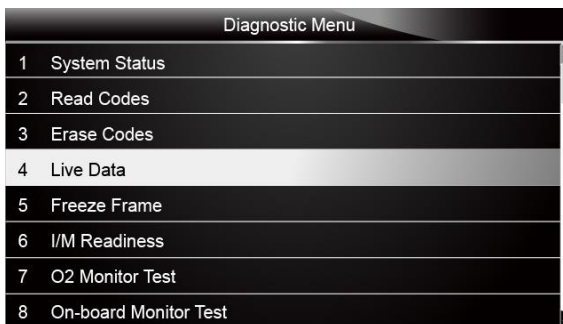 Diagnostic Menu
1 System Status
2 Read Codes
3 Erase Codes
4 Live Data
5 Freeze Frame
6 I/M Readiness
7 O2 Monitor Test
8 On-board Monitor Test